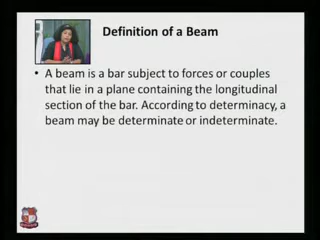 Definition of a Beam
• A beam is a bar subject to forces or couples
that lie in a plane containing the longitudinal
section of the bar. According to determinacy, a
beam may be determinate or indeterminate.